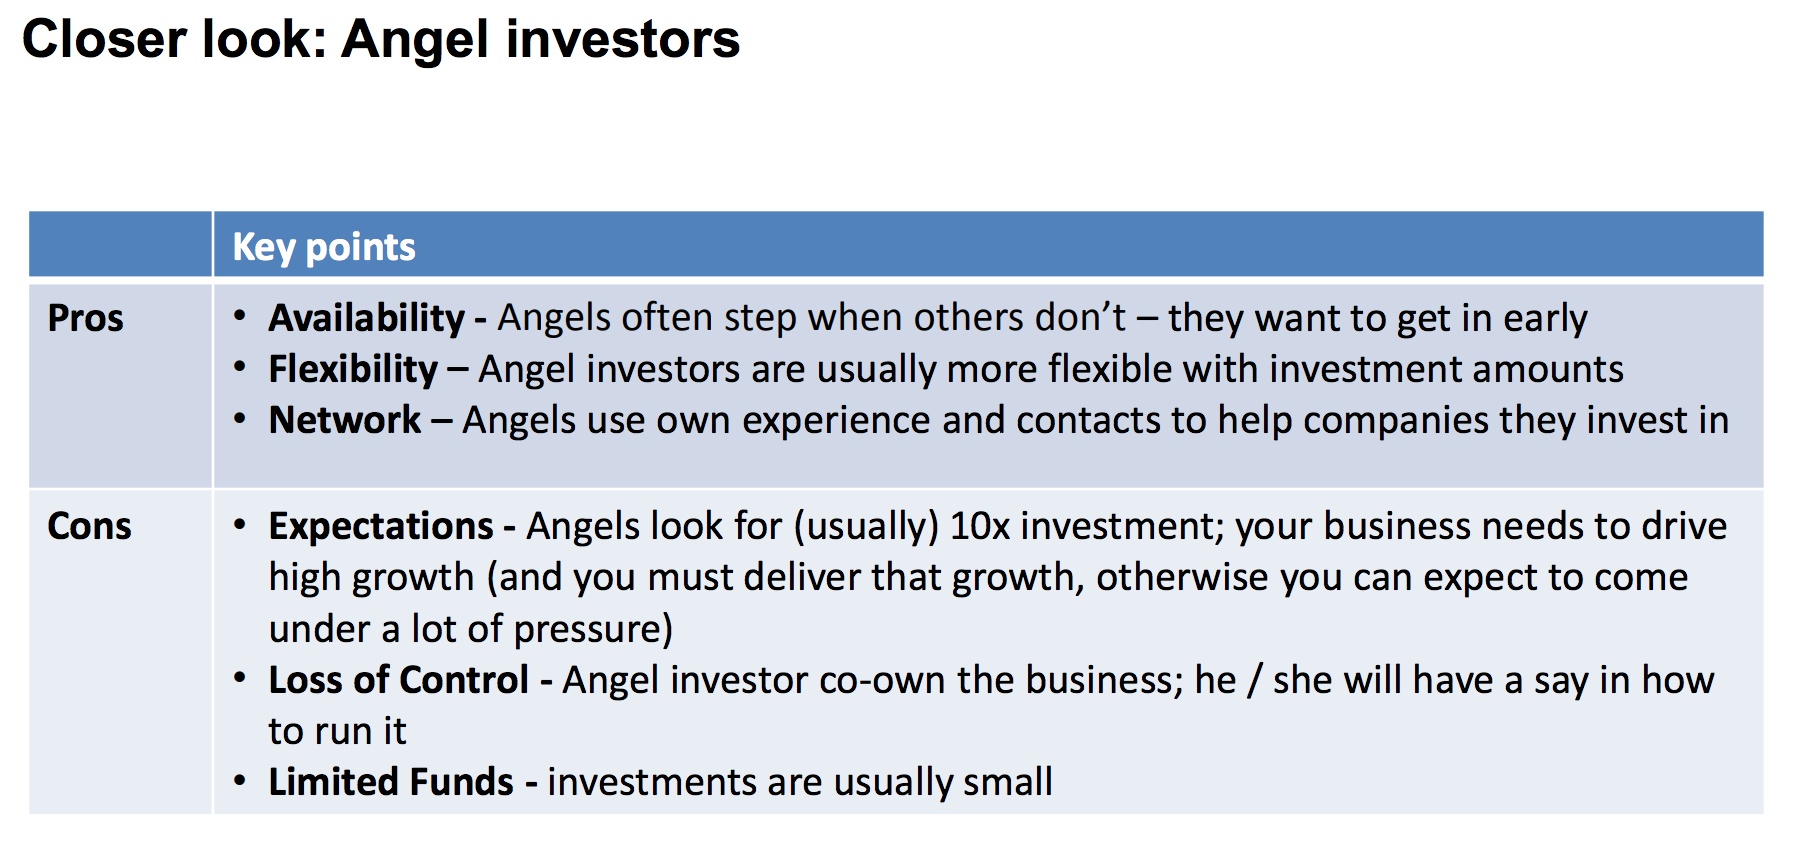 Closer look: Angel investors
Key points
Pros
• Availability - Angels often step when others don’t – they want to get in early
• Flexibility – Angel investors are usually more flexible with investment amounts
• Network – Angels use own experience and contacts to help companies they invest in
Cons
• Expectations - Angels look for (usually) 10x investment; your business needs to drive
high growth (and you must deliver that growth, otherwise you can expect to come
under a lot of pressure)
• Loss of Control - Angel investor co-own the business; he / she will have a say in how
to run it
• Limited Funds - investments are usually small